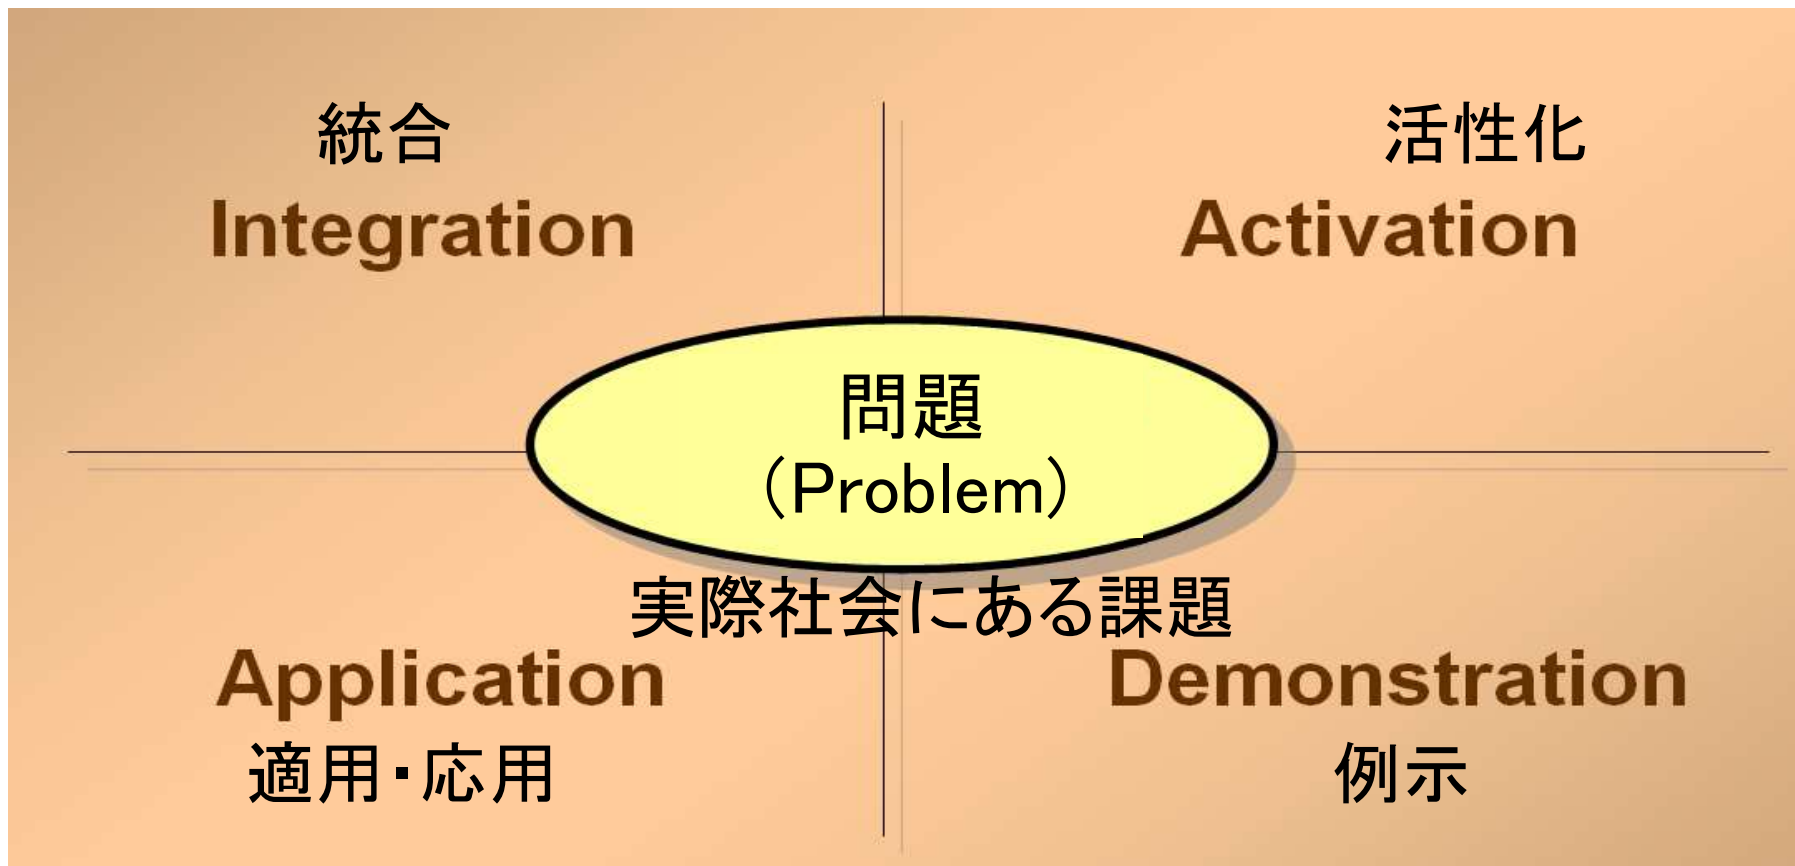 統合
Integration
活性化
Activation
問題
（Problem）
実際社会にある課題
Application
適用・応用
Demonstration
例示